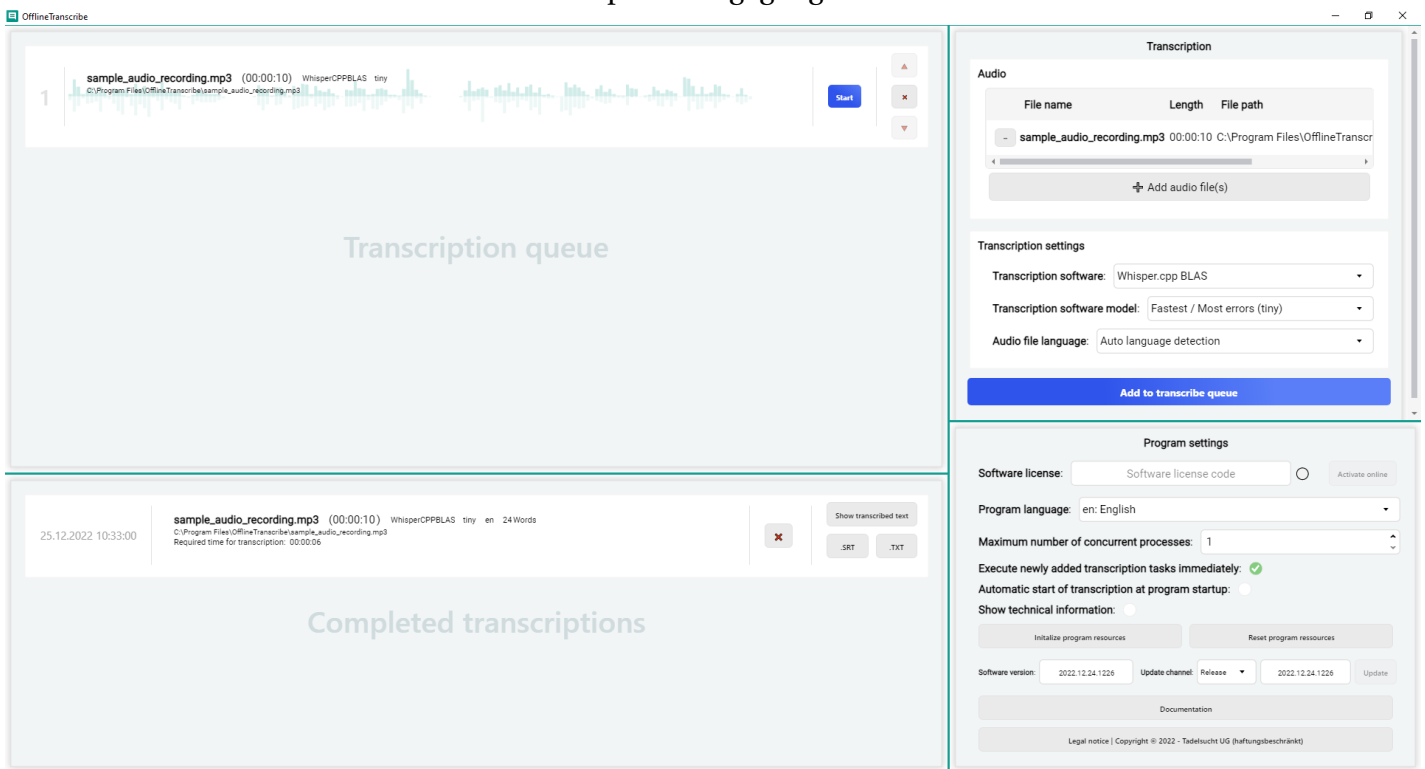 OfflineTranscribe
1
sample_audio_recording.mp3 (00:00:10) WhisperCPPBLAS tiny
C:\Program Files\OfflineTranscribe\sample_audio_recording.mp3
Start
Transcription queue
25.12.2022 10:33:00
sample_audio_recording.mp3 (00:00:10) WhisperCPPBLAS tiny en 24 Words
C:\Program Files\OfflineTranscribe\sample_audio_recording.mp3
Required time for transcription: 00:00:06
Show transcribed text
.SRT .TXT
Completed transcriptions
Transcription
Audio
File name Length File path
- sample_audio_recording.mp3 00:00:10 C:\Program Files\OfflineTranscr
Add audio file(s)
Transcription settings
Transcription software: Whisper.cpp BLAS
Transcription software model: Fastest / Most errors (tiny)
Audio file language: Auto language detection
Add to transcribe queue
Program settings
Software license: Software license code Activate online
Program language: en: English
Maximum number of concurrent processes: 1
Execute newly added transcription tasks immediately:
Automatic start of transcription at program startup:
Show technical information:
Initalize program resources Reset program ressources
Software version: 2022.12.24.1226 Update channel: Release 2022.12.24.1226 Update
Documentation
Legal notice | Copyright © 2022 - Tadelsucht UG (haftungsbeschränkt)